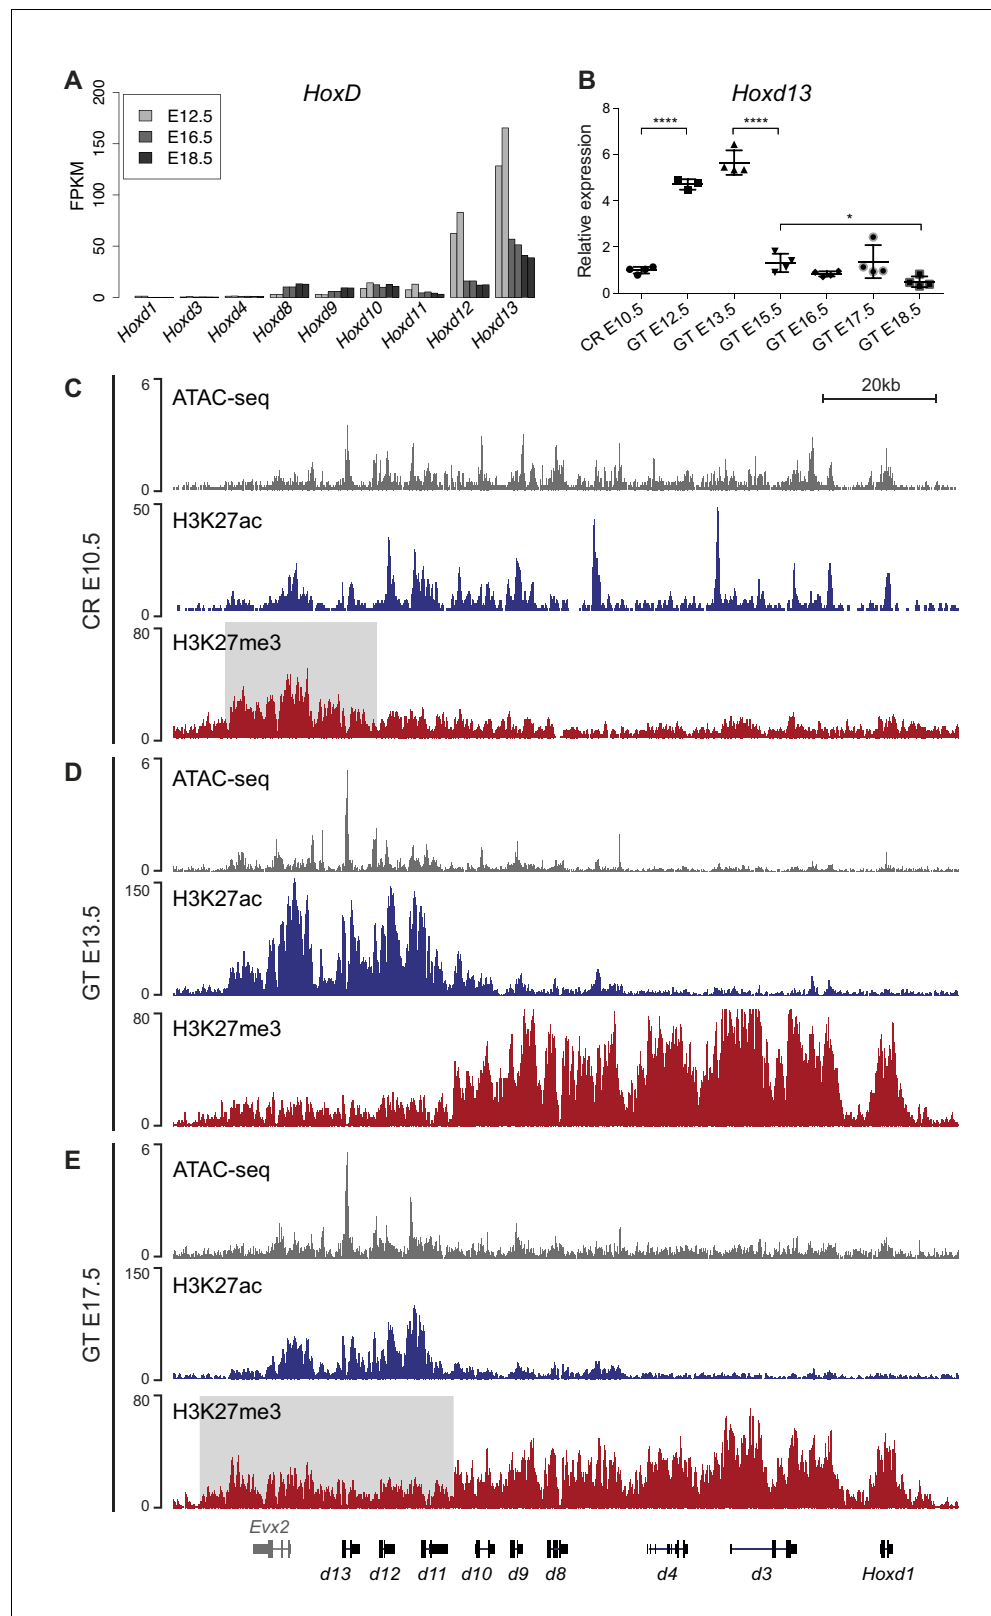 A
HoxD
FPKM
200
150
100
50
0
E12.5
E16.5
E18.5
Hoxd1
Hoxd3
Hoxd4
Hoxd8
Hoxd9
Hoxd10
Hoxd11
Hoxd12
Hoxd13
B
Hoxd13
Relative expression
8
6
4
2
0
****
****
*
CR E10.5
GT E12.5
GT E13.5
GT E15.5
GT E16.5
GT E17.5
GT E18.5
C
CR E10.5
20kb
6
ATAC-seq
0
50
H3K27ac
0
80
H3K27me3
0
D
GT E13.5
6
ATAC-seq
0
150
H3K27ac
0
80
H3K27me3
0
E
GT E17.5
6
ATAC-seq
0
150
H3K27ac
0
80
H3K27me3
0
Evx2
d13 d12 d11 d10 d9 d8 d4 d3 Hoxd1